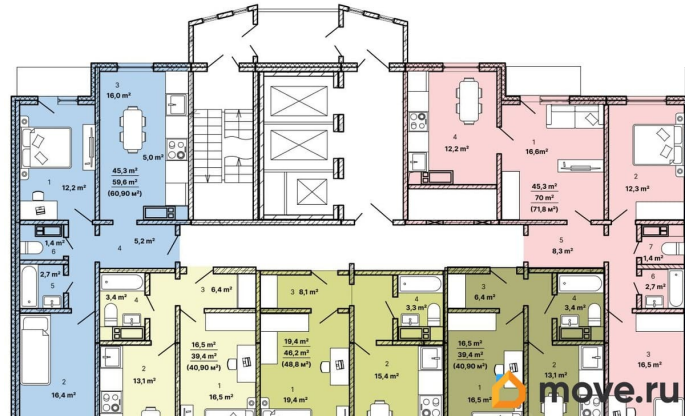 3
16,0 m²
5,0 m²
45,3 m²
59,6 m²
(60,90 м²)
1
12,2 m²
1,4 m²
6
4
5,2 m²
2,7 m²
5
2
16,4 m²
3,4 m²
4
3
6,4 m²
16,5 m²
39,4 m²
(40,90 м²)
2
13,1 m²
1
16,5 m²
3
8,1 m²
19,4 m²
46,2 m²
(48,8 м²)
1
19,4 m²
4
3,3 m²
2
15,4 m²
3
6,4 m²
4
3,4 m²
16,5 m²
39,4 m²
(40,90 м²)
1
16,5 m²
2
13,1 m²
4
12,2 m²
1
16,6m²
45,3 m²
70 m²
(71,8 м²)
2
12,3 m²
5
8,3 m²
7
1,4 m²
6
2,7 m²
3
16,5 m²
move.ru